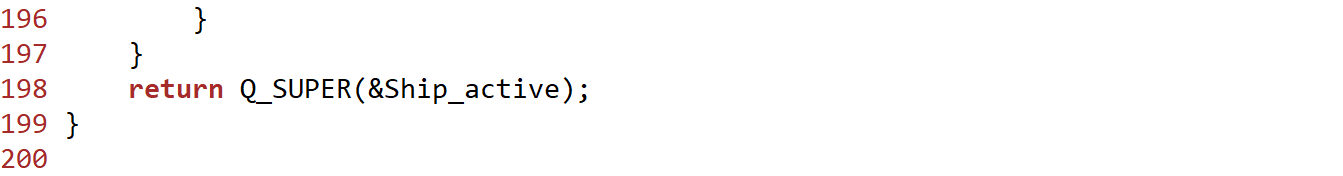 196         }
197     }
198     return Q_SUPER(&Ship_active);
199 }
200